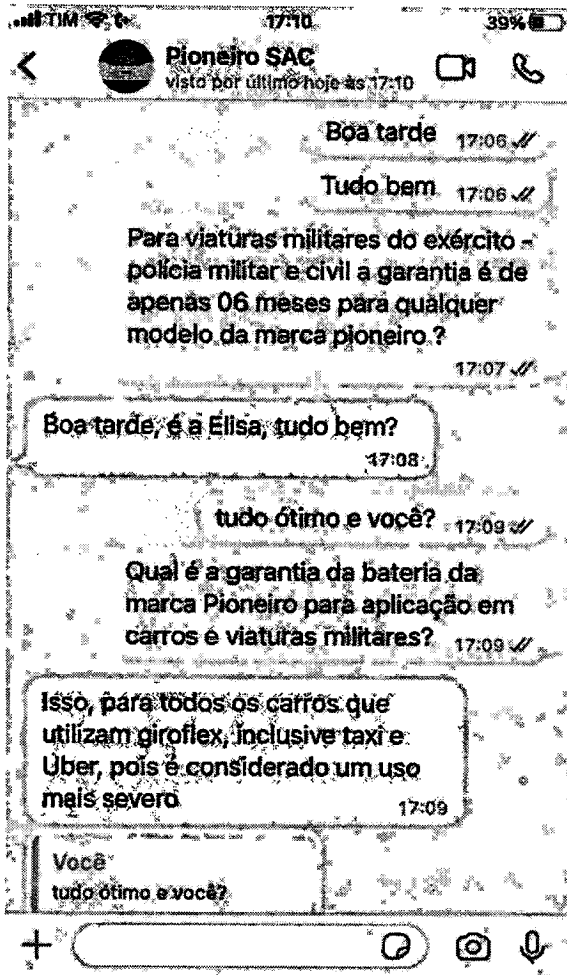 TIM
17:10
39%
Pioneiro SAC
visto por último hoje às 17:10
Boa tarde 17:06
Tudo bem 17:06
Para viaturas militares do exército -
polícia militar e civil a garantia é de
apenas 06 meses para qualquer
modelo da marca pioneiro ?
17:07
Boa tarde, é a Elisa, tudo bem?
17:08
tudo ótimo e você? 17:09
Qual é a garantia da bateria da
marca Pioneiro para aplicação em
carros e viaturas militares? 17:09
Isso, para todos os carros que
utilizam giroflex, inclusive taxi e
Uber, pois é considerado um uso
mais severo 17:09
Você
tudo ótimo e você?